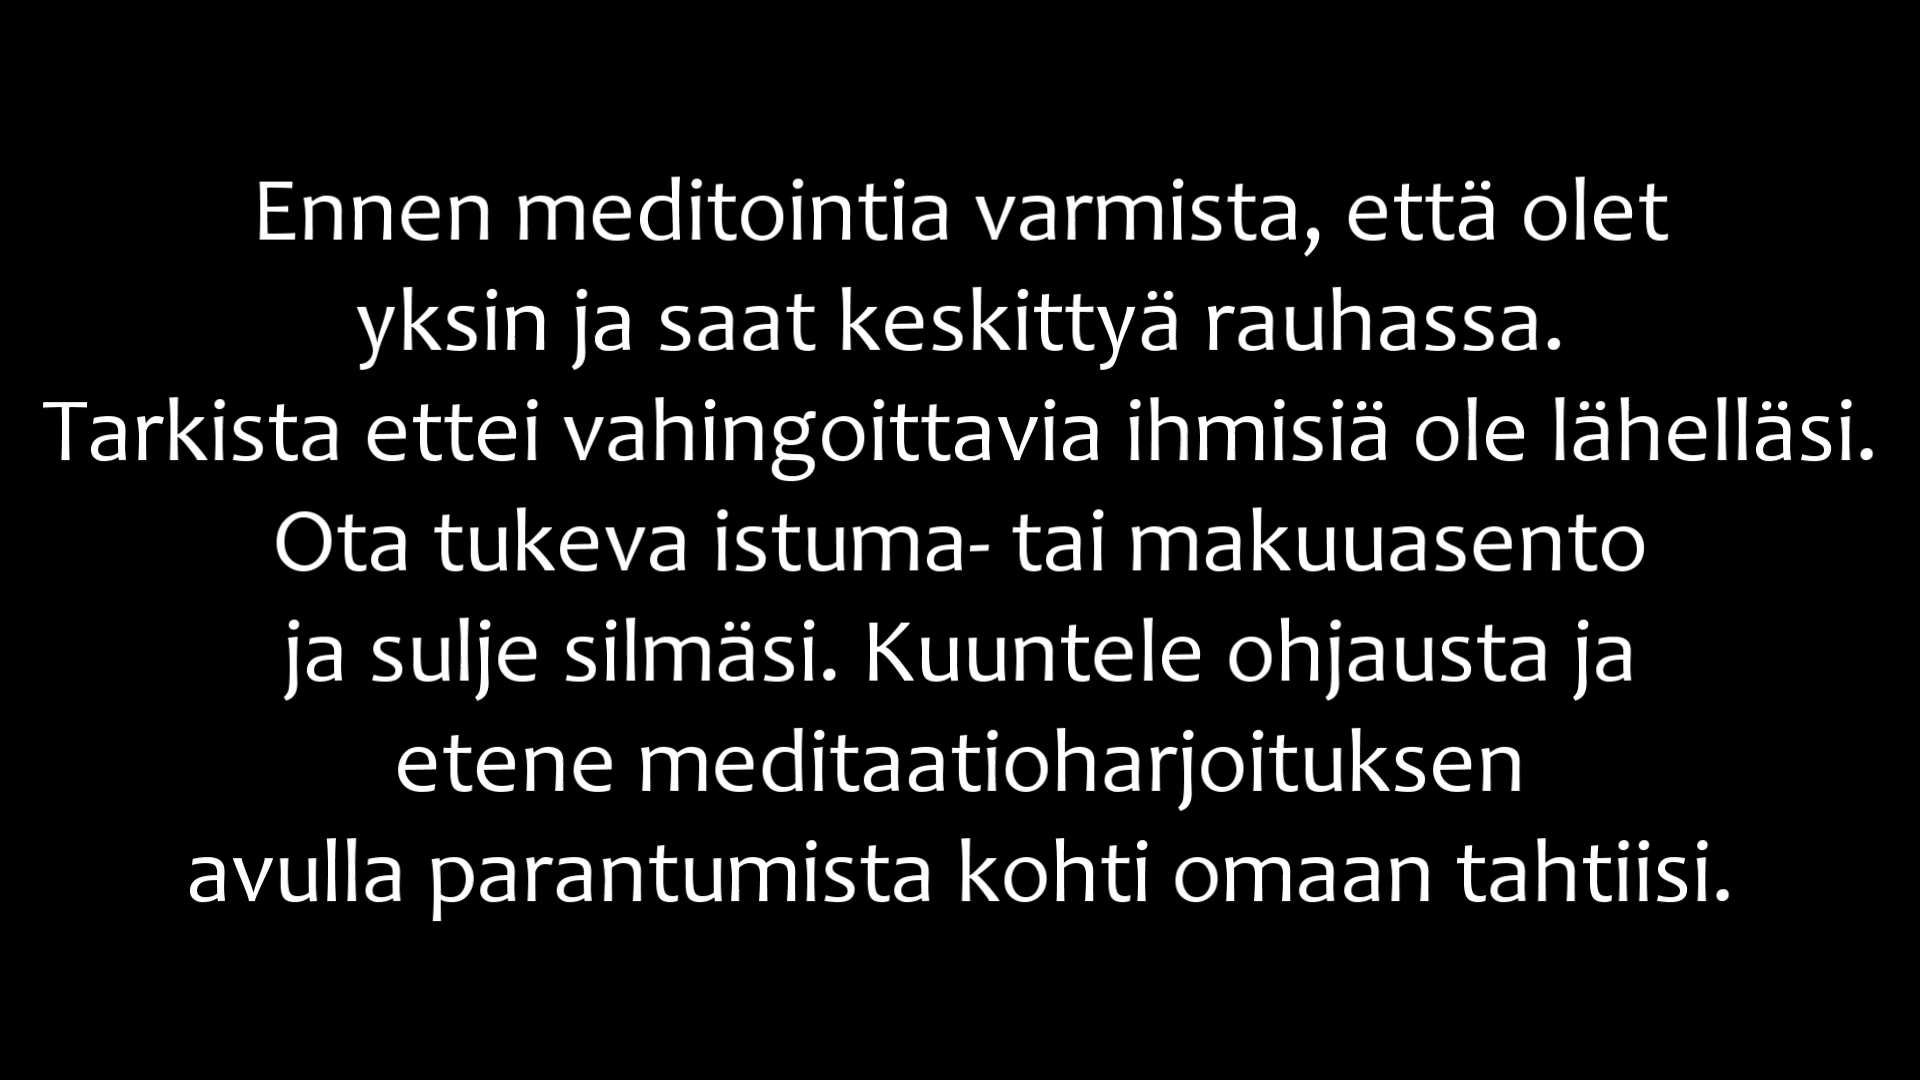 Ennen meditointia varmista, että olet
yksin ja saat keskittyä rauhassa.
Tarkista ettei vahingoittavia ihmisiä ole lähelläsi.
Ota tukeva istuma- tai makuuasento
ja sulje silmäsi. Kuuntele ohjausta ja
etene meditaatioharjoituksen
avulla parantumista kohti omaan tahtiisi.